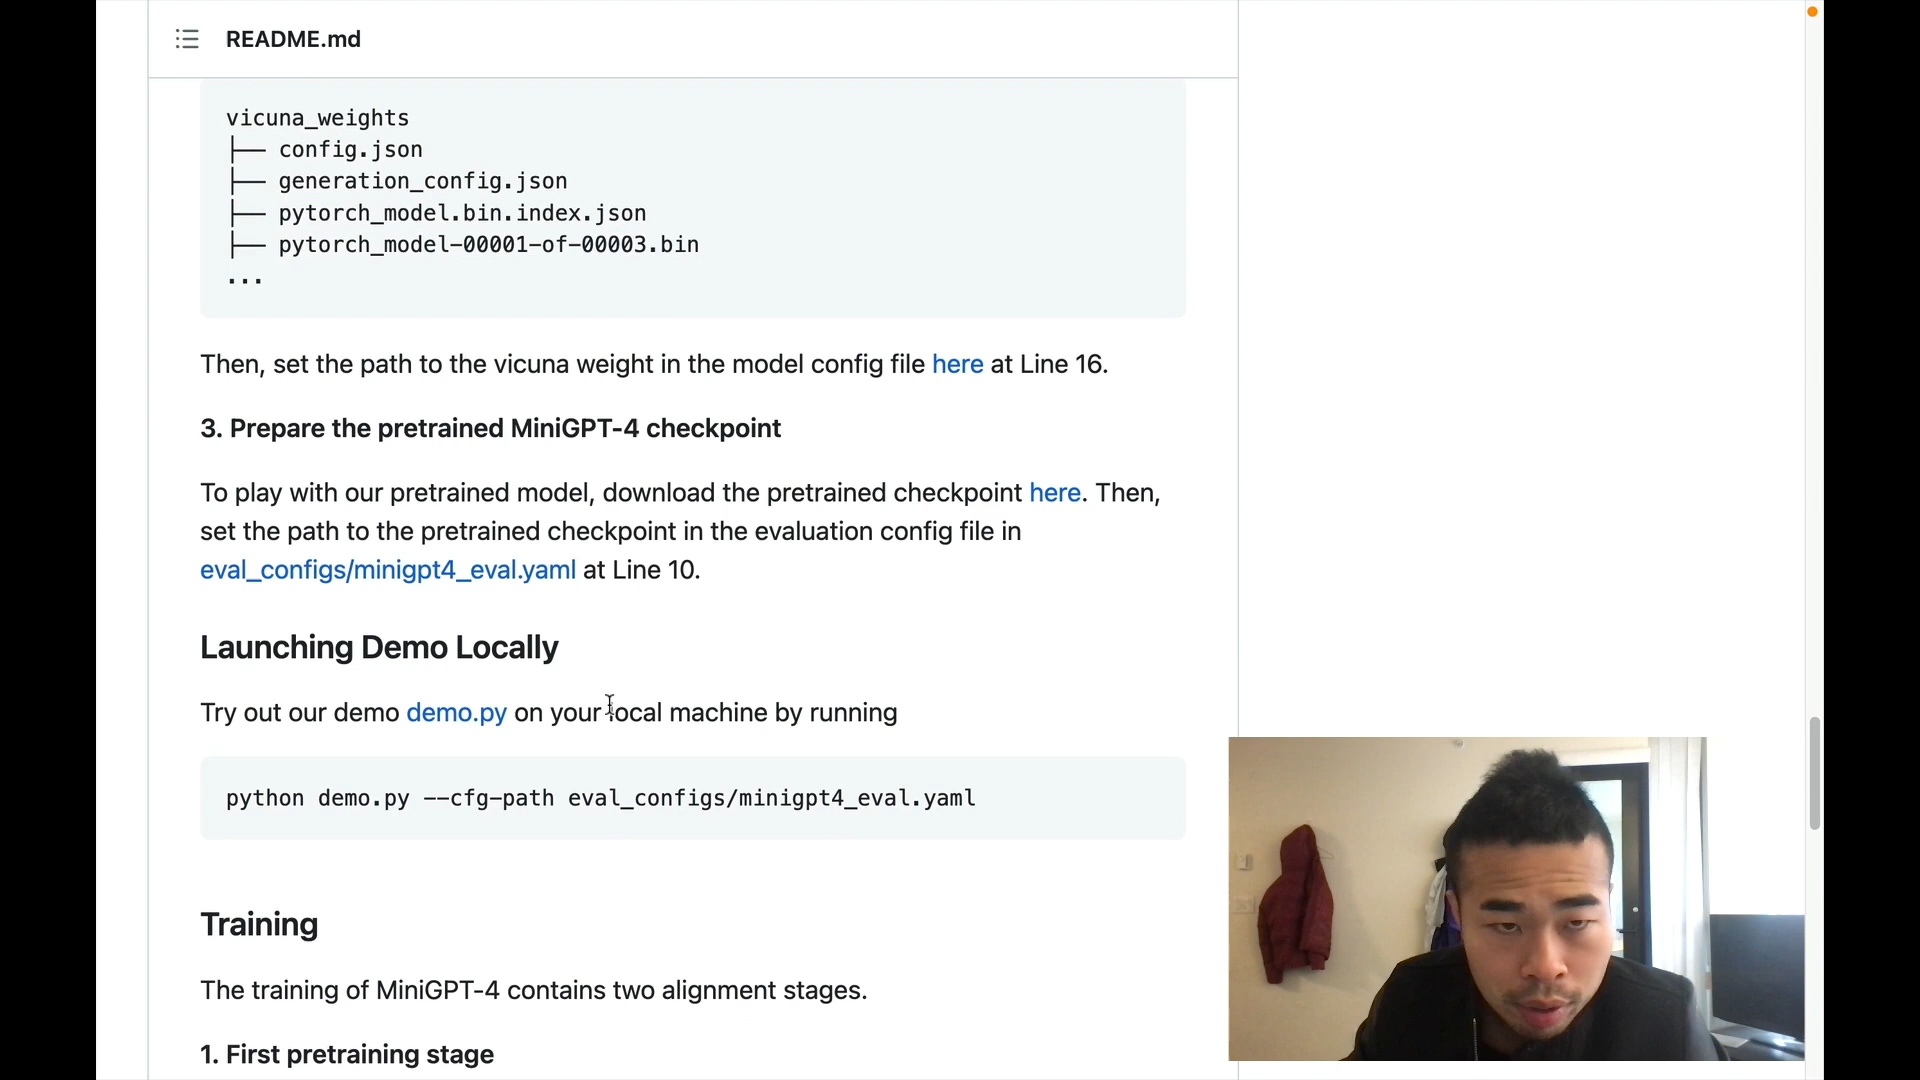 README.md
vicuna_weights
├── config.json
├── generation_config.json
├── pytorch_model.bin.index.json
├── pytorch_model-00001-of-00003.bin
...
Then, set the path to the vicuna weight in the model config file here at Line 16.
3. Prepare the pretrained MiniGPT-4 checkpoint
To play with our pretrained model, download the pretrained checkpoint here. Then,
set the path to the pretrained checkpoint in the evaluation config file in
eval_configs/minigpt4_eval.yaml at Line 10.
Launching Demo Locally
Try out our demo demo.py on your local machine by running
python demo.py --cfg-path eval_configs/minigpt4_eval.yaml
Training
The training of MiniGPT-4 contains two alignment stages.
1. First pretraining stage